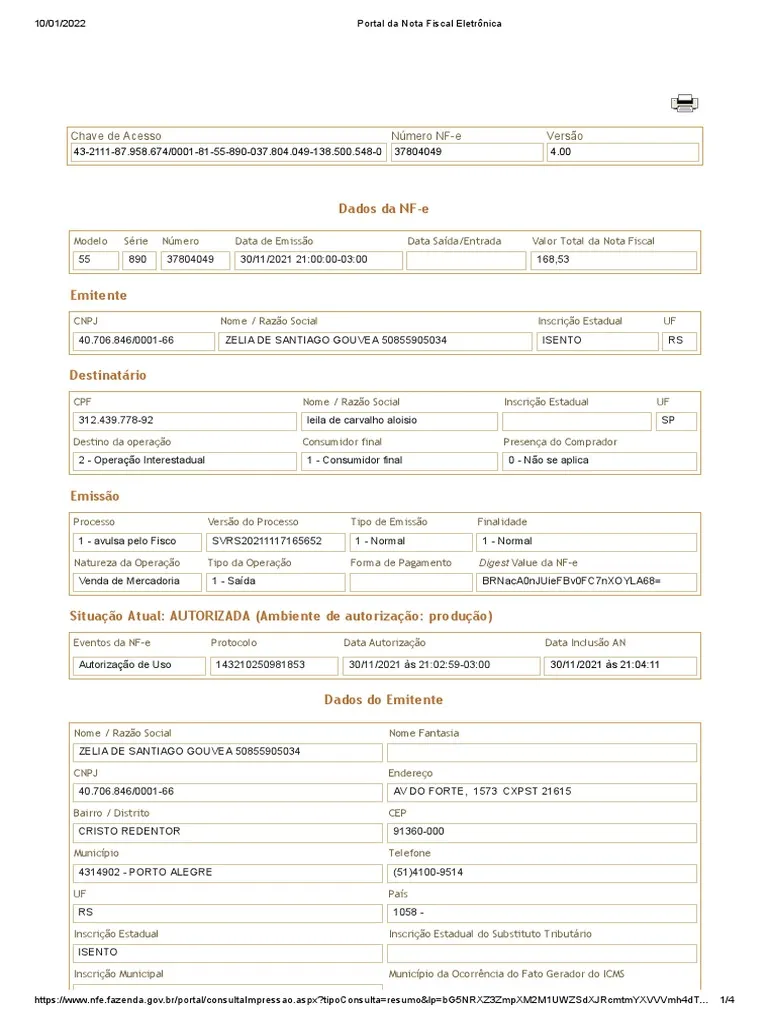 10/01/2022 Portal da Nota Fiscal Eletrônica
Chave de Acesso Número NF-e Versão
43-2111-87.958.674/0001-81-55-890-037.804.049-138.500.548-0 37804049 4.00
Dados da NF-e
Modelo Série Número Data de Emissão Data Saída/Entrada Valor Total da Nota Fiscal
55 890 37804049 30/11/2021 21:00:00-03:00 168,53
Emitente
CNPJ Nome / Razão Social Inscrição Estadual UF
40.706.846/0001-66 ZELIA DE SANTIAGO GOUVEA 50855905034 ISENTO RS
Destinatário
CPF Nome / Razão Social Inscrição Estadual UF
312.439.778-92 leila de carvalho aloisio SP
Destino da operação Consumidor final Presença do Comprador
2 - Operação Interestadual 1 - Consumidor final 0 - Não se aplica
Emissão
Processo Versão do Processo Tipo de Emissão Finalidade
1 - avulsa pelo Fisco SVRS20211117165652 1 - Normal 1 - Normal
Natureza da Operação Tipo da Operação Forma de Pagamento Digest Value da NF-e
Venda de Mercadoria 1 - Saída BRNacA0nJUieFBv0FC7nXOYLA68=
Situação Atual: AUTORIZADA (Ambiente de autorização: produção)
Eventos da NF-e Protocolo Data Autorização Data Inclusão AN
Autorização de Uso 143210250981853 30/11/2021 às 21:02:59-03:00 30/11/2021 às 21:04:11
Dados do Emitente
Nome / Razão Social Nome Fantasia
ZELIA DE SANTIAGO GOUVEA 50855905034
CNPJ Endereço
40.706.846/0001-66 AV DO FORTE, 1573 CXPST 21615
Bairro / Distrito CEP
CRISTO REDENTOR 91360-000
Município Telefone
4314902 - PORTO ALEGRE (51)4100-9514
UF País
RS 1058 -
Inscrição Estadual Inscrição Estadual do Substituto Tributário
ISENTO
Inscrição Municipal Município da Ocorrência do Fato Gerador do ICMS
https://www.nfe.fazenda.gov.br/portal/consultaImpressao.aspx?tipoConsulta=resumo&lp=bG5NRXZ3ZmpXM2M1UWZSdXJRcmtmYXVVVmh4dT... 1/4